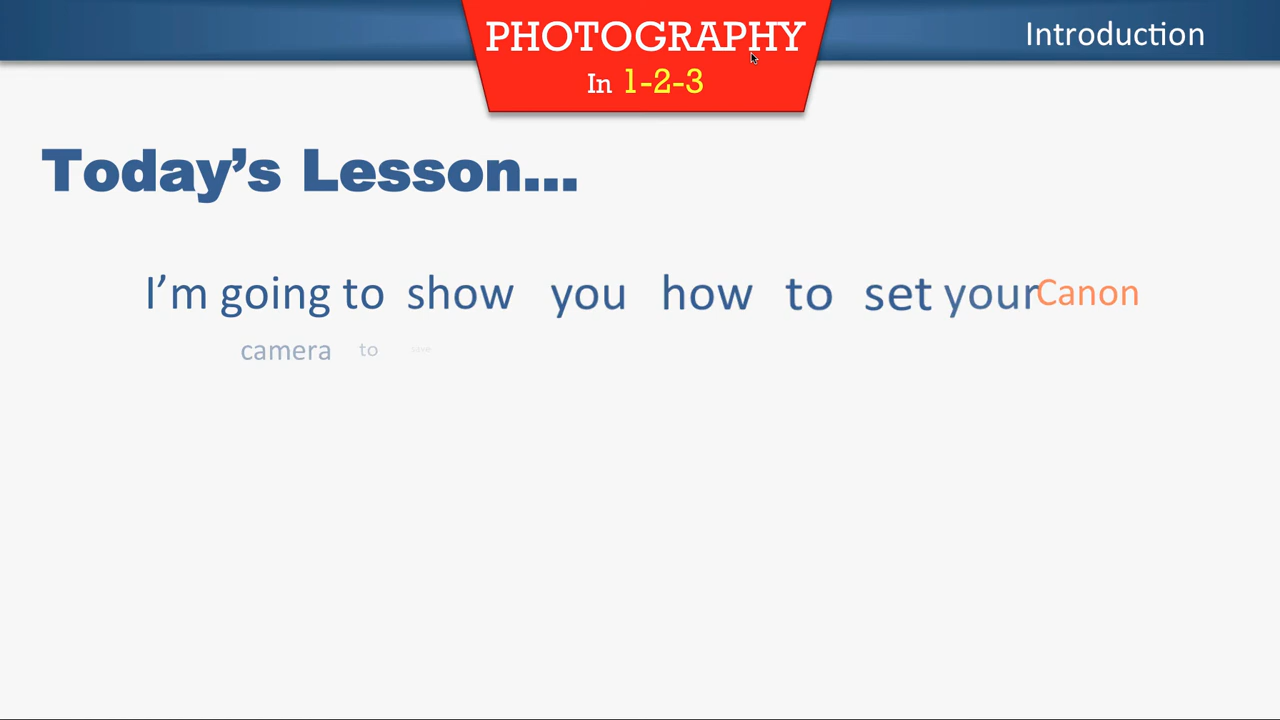 PHOTOGRAPHY
In 1-2-3
Introduction
Today's Lesson...
I'm going to show you how to set your Canon
camera to